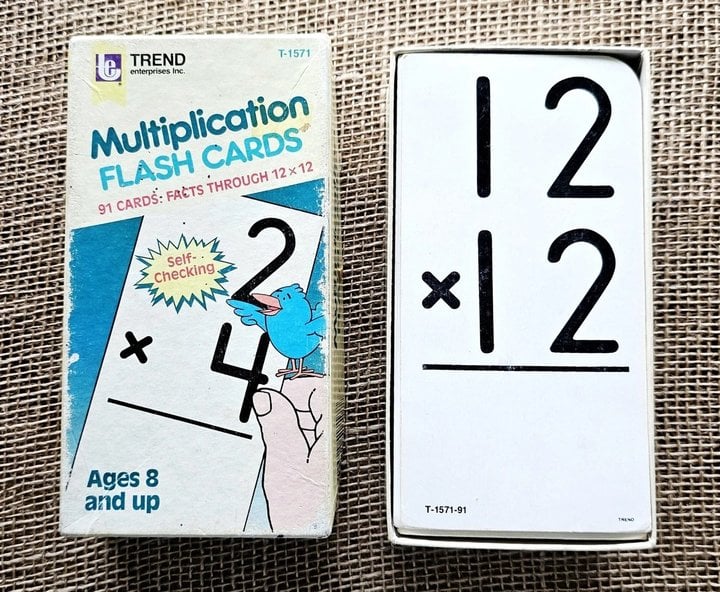 TREND
enterprises Inc.
T-1571
Multiplication
FLASH CARDS
91 CARDS: FACTS THROUGH 12 × 12
Self-
Checking
2
× 4
Ages 8
and up
12
× 12
T-1571-91
TREND